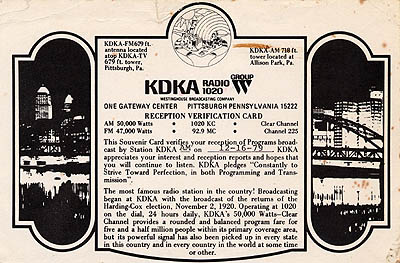 KDKA-FM 679 ft.
antenna located
atop KDKA-TV
679 ft. tower,
Pittsburgh, Pa.
KDKA-AM 718 ft.
tower located at
Allison Park, Pa.
KDKA RADIO 1020 GROUP W
WESTINGHOUSE BROADCASTING COMPANY
ONE GATEWAY CENTER PITTSBURGH PENNSYLVANIA 15222
RECEPTION VERIFICATION CARD
AM 50,000 Watts • 1020 KC • Clear Channel
FM 47,000 Watts • 92.9 MC • Channel 225
This Souvenir Card verifies your reception of Programs broad-
cast by Station KDKA AM on 12-16-79. KDKA
appreciates your interest and reception reports and hopes that
you will continue to listen. KDKA pledges "Constantly to
Strive Toward Perfection, in both Programming and Trans-
mission".
The most famous radio station in the country! Broadcasting
began at KDKA with the broadcast of the returns of the
Harding-Cox election, November 2, 1920. Operating at 1020
on the dial, 24 hours daily, KDKA's 50,000 Watts—Clear
Channel provides a rounded and balanced program fare for
five and a half million people within its primary coverage area,
but its powerful signal has also been picked up in every state
in this country and in every country in the world at some time
or other.